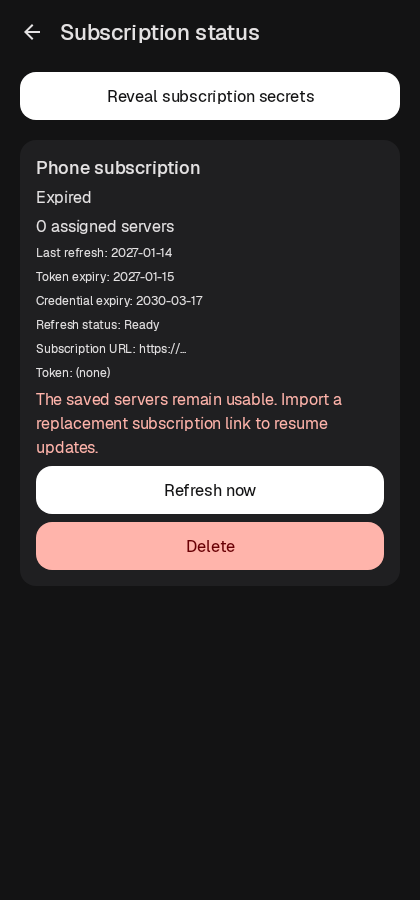 Subscription status
Reveal subscription secrets
Phone subscription
Expired
0 assigned servers
Last refresh: 2027-01-14
Token expiry: 2027-01-15
Credential expiry: 2030-03-17
Refresh status: Ready
Subscription URL: https://…
Token: (none)
The saved servers remain usable. Import a
replacement subscription link to resume
updates.
Refresh now
Delete